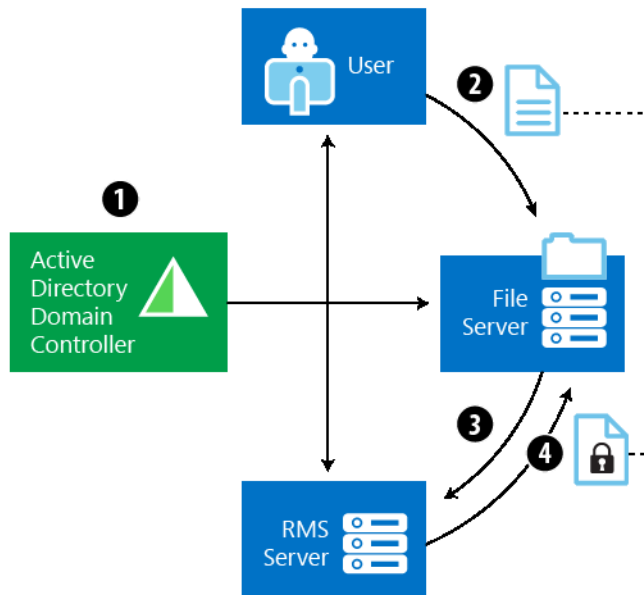 User
2
1
Active
Directory
Domain
Controller
File
Server
3
4
RMS
Server